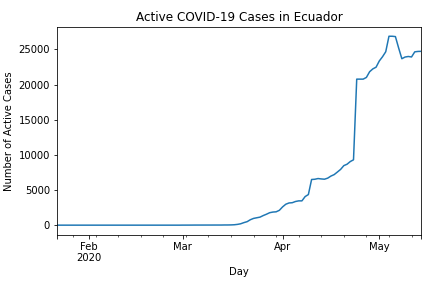 Active COVID-19 Cases in Ecuador
Number of Active Cases
25000
20000
15000
10000
5000
0
Feb
2020
Mar
Apr
May
Day